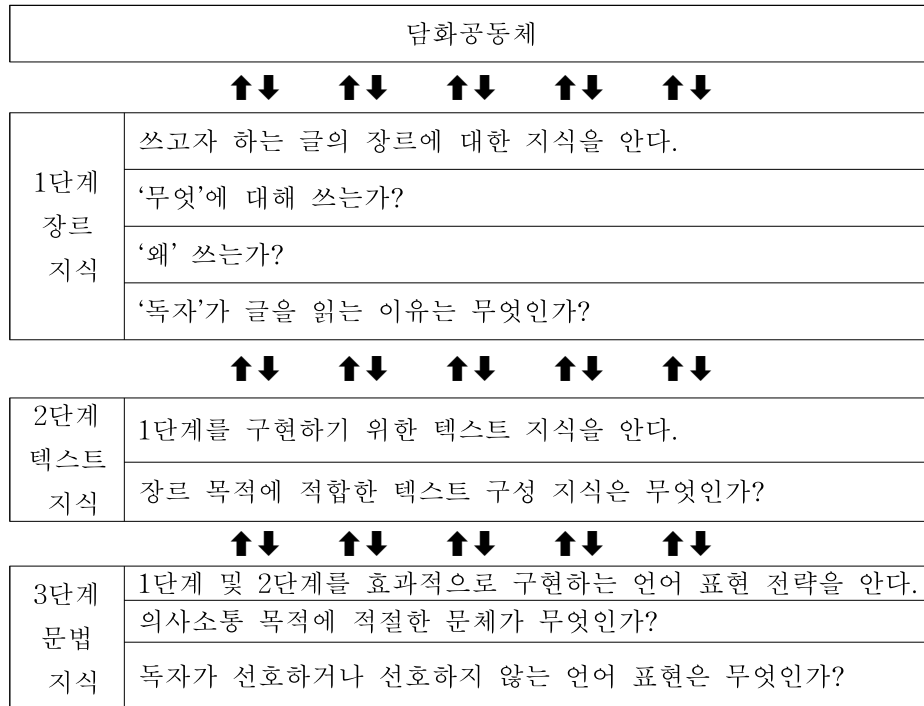 담화공동체
1단계
장르
지식
쓰고자 하는 글의 장르에 대한 지식을 안다.
‘무엇’에 대해 쓰는가?
‘왜’ 쓰는가?
‘독자’가 글을 읽는 이유는 무엇인가?
2단계
텍스트
지식
1단계를 구현하기 위한 텍스트 지식을 안다.
장르 목적에 적합한 텍스트 구성 지식은 무엇인가?
3단계
문법
지식
1단계 및 2단계를 효과적으로 구현하는 언어 표현 전략을 안다.
의사소통 목적에 적절한 문체가 무엇인가?
독자가 선호하거나 선호하지 않는 언어 표현은 무엇인가?